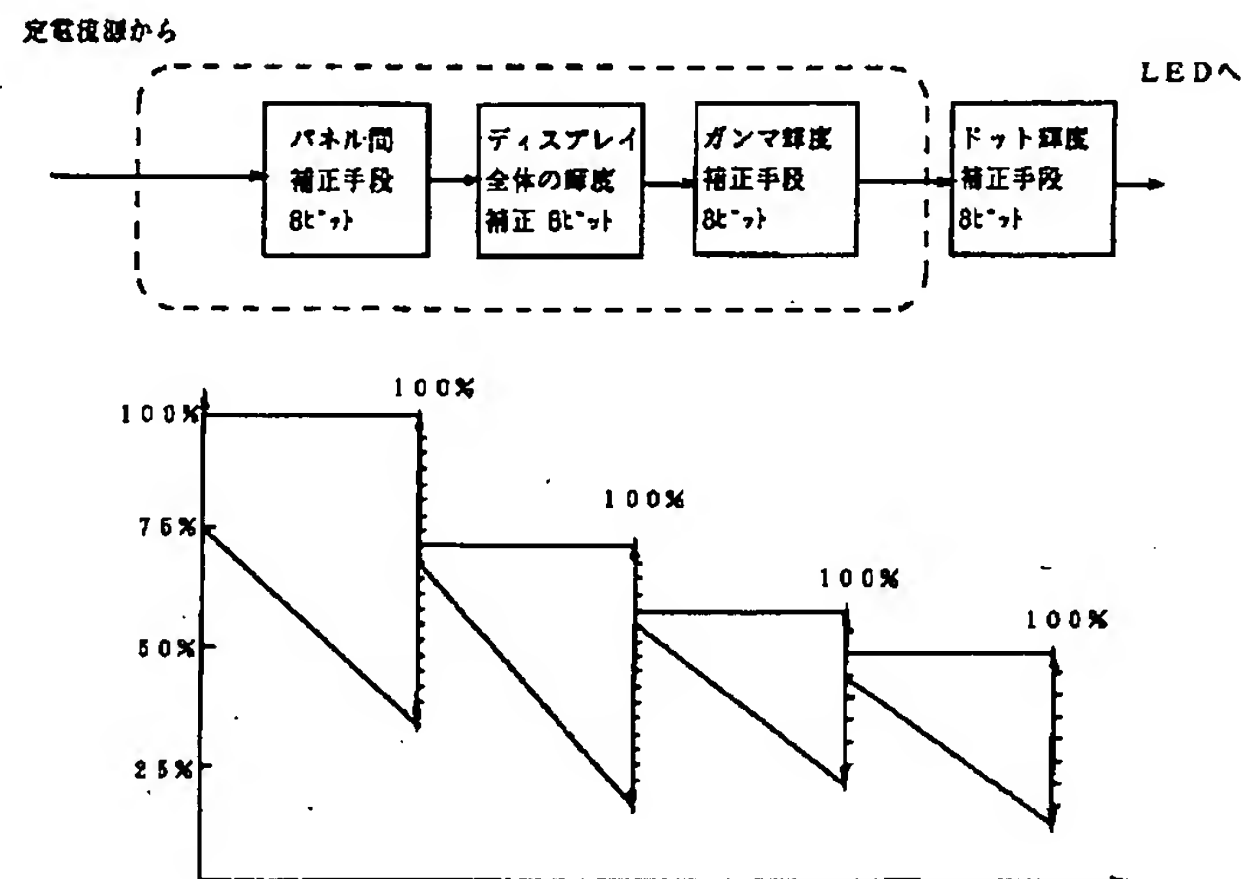 定電流源から
LEDへ
パネル間
補正手段
8ビット
ディスプレイ
全体の輝度
補正 8ビット
ガンマ輝度
補正手段
8ビット
ドット輝度
補正手段
8ビット
100%
100%
75%
50%
25%
100%
100%
100%